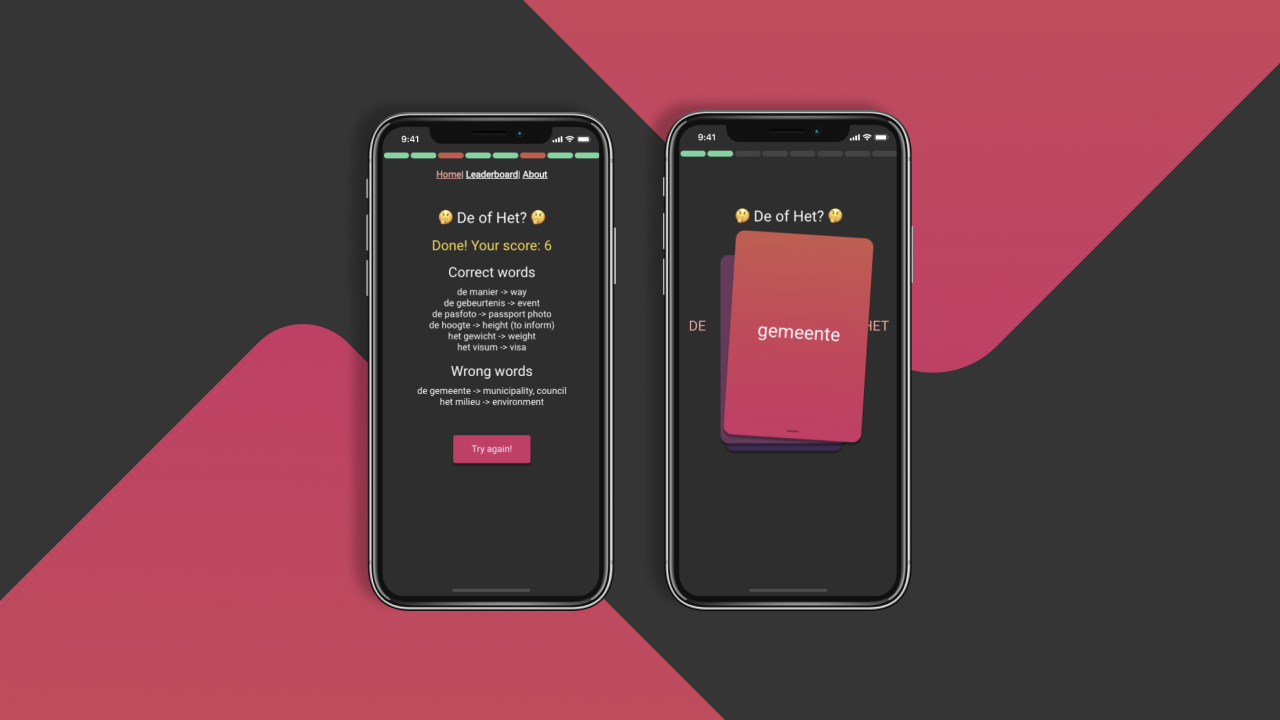 9:41
Home| Leaderboard| About
🤔 De of Het? 🤔
Done! Your score: 6
Correct words
de manier -> way
de gebeurtenis -> event
de pasfoto -> passport photo
de hoogte -> height (to inform)
het gewicht -> weight
het visum -> visa
Wrong words
de gemeente -> municipality, council
het milieu -> environment
Try again!
9:41
🤔 De of Het? 🤔
DE
gemeente
HET